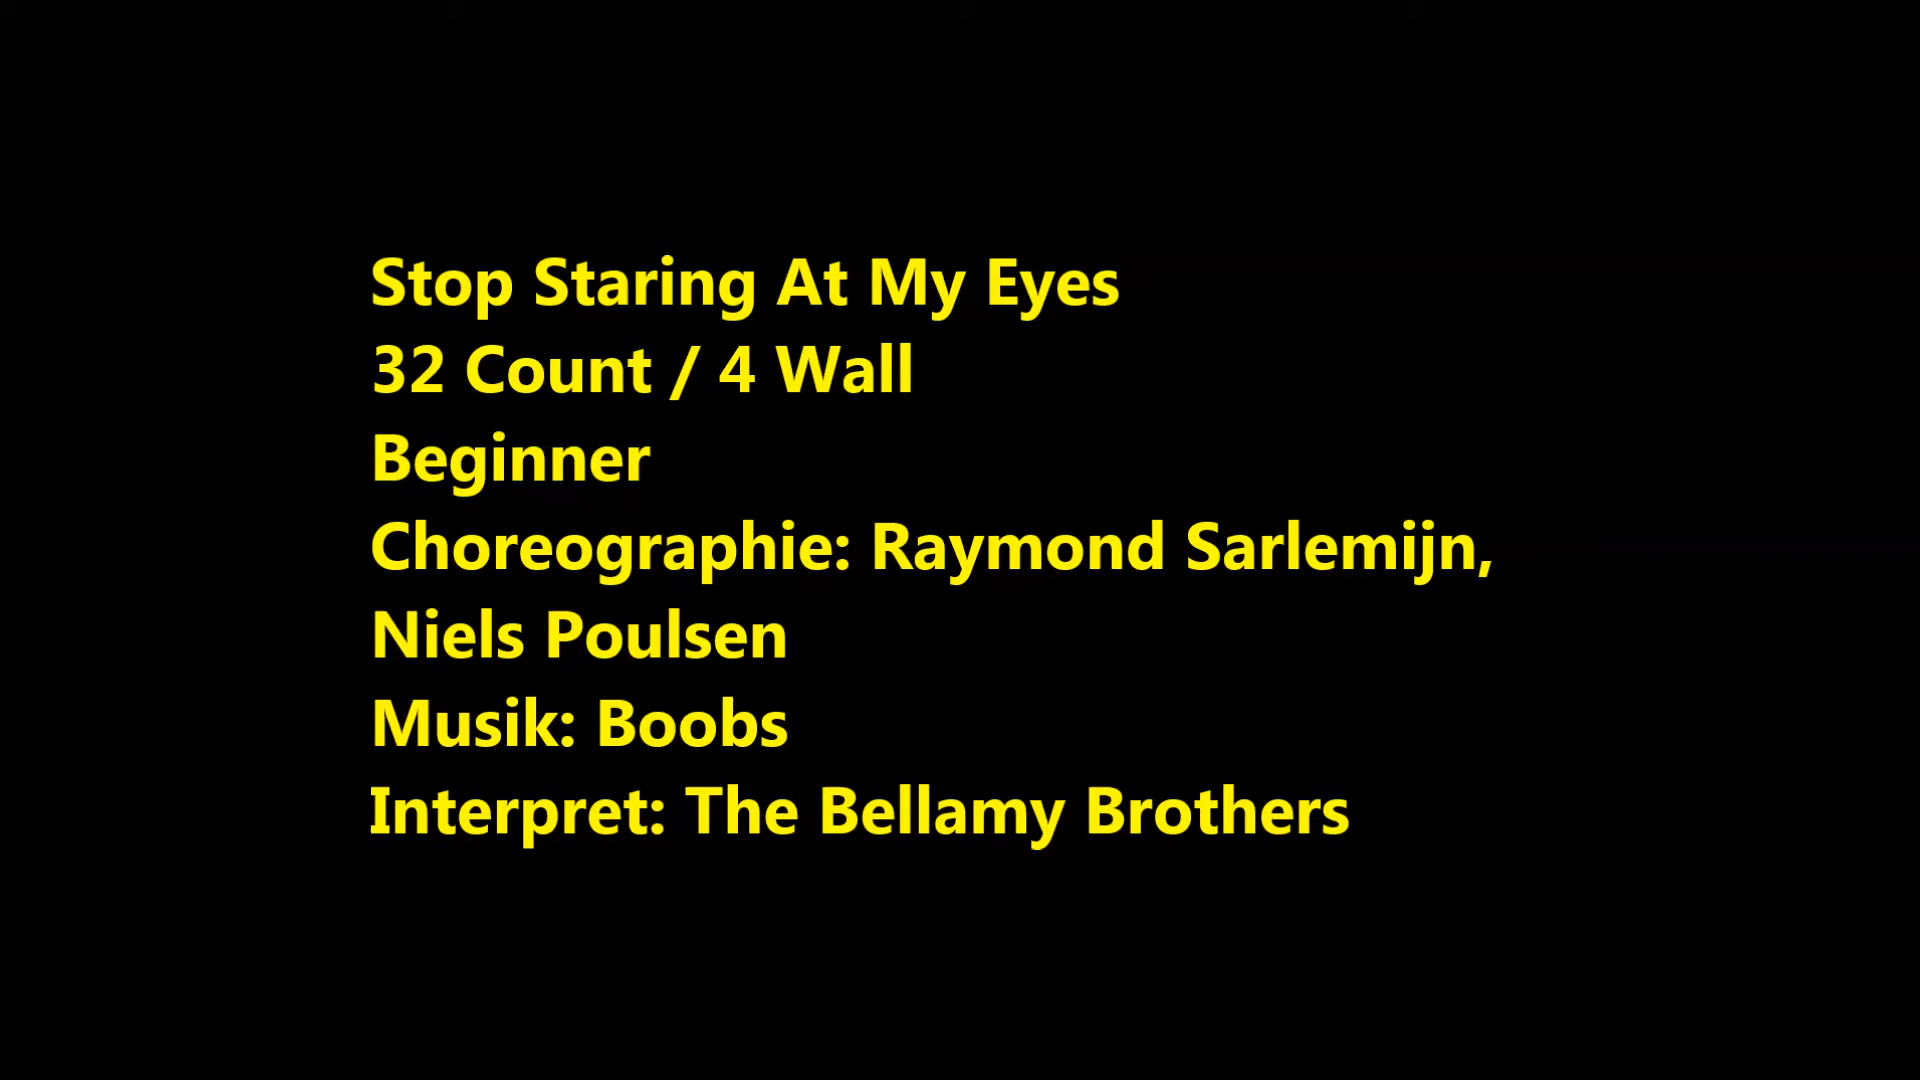 Stop Staring At My Eyes
32 Count / 4 Wall
Beginner
Choreographie: Raymond Sarlemijn,
Niels Poulsen
Musik: Boobs
Interpret: The Bellamy Brothers